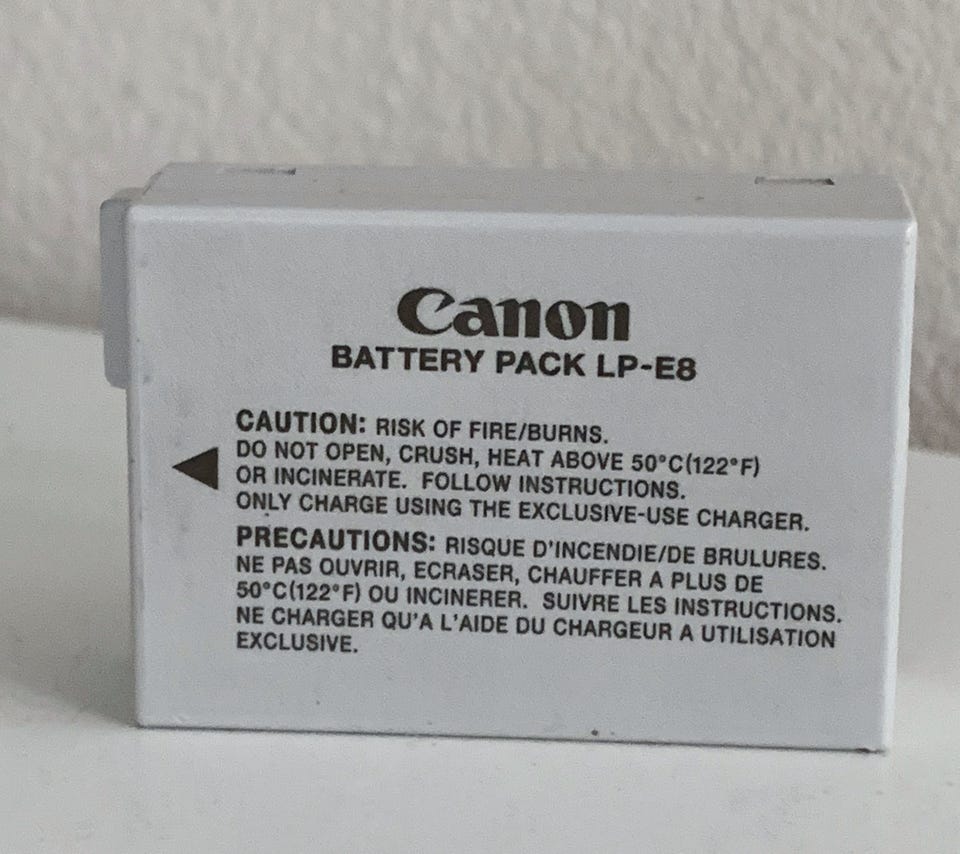 Canon
BATTERY PACK LP-E8
CAUTION: RISK OF FIRE/BURNS.
DO NOT OPEN, CRUSH, HEAT ABOVE 50°C(122°F)
OR INCINERATE. FOLLOW INSTRUCTIONS.
ONLY CHARGE USING THE EXCLUSIVE-USE CHARGER.
PRECAUTIONS: RISQUE D'INCENDIE/DE BRULURES.
NE PAS OUVRIR, ECRASER, CHAUFFER A PLUS DE
50°C(122°F) OU INCINERER. SUIVRE LES INSTRUCTIONS.
NE CHARGER QU'A L'AIDE DU CHARGEUR A UTILISATION
EXCLUSIVE.